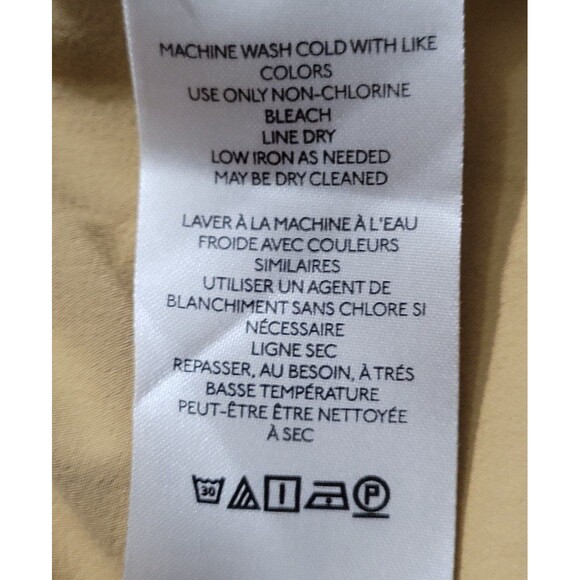 MACHINE WASH COLD WITH LIKE
COLORS
USE ONLY NON-CHLORINE
BLEACH
LINE DRY
LOW IRON AS NEEDED
MAY BE DRY CLEANED
LAVER À LA MACHINE À L'EAU
FROIDE AVEC COULEURS
SIMILAIRES
UTILISER UN AGENT DE
BLANCHIMENT SANS CHLORE SI
NÉCESSAIRE
LIGNE SEC
REPASSER, AU BESOIN, À TRÉS
BASSE TEMPÉRATURE
PEUT-ÊTRE ÊTRE NETTOYÉE
À SEC
30 P